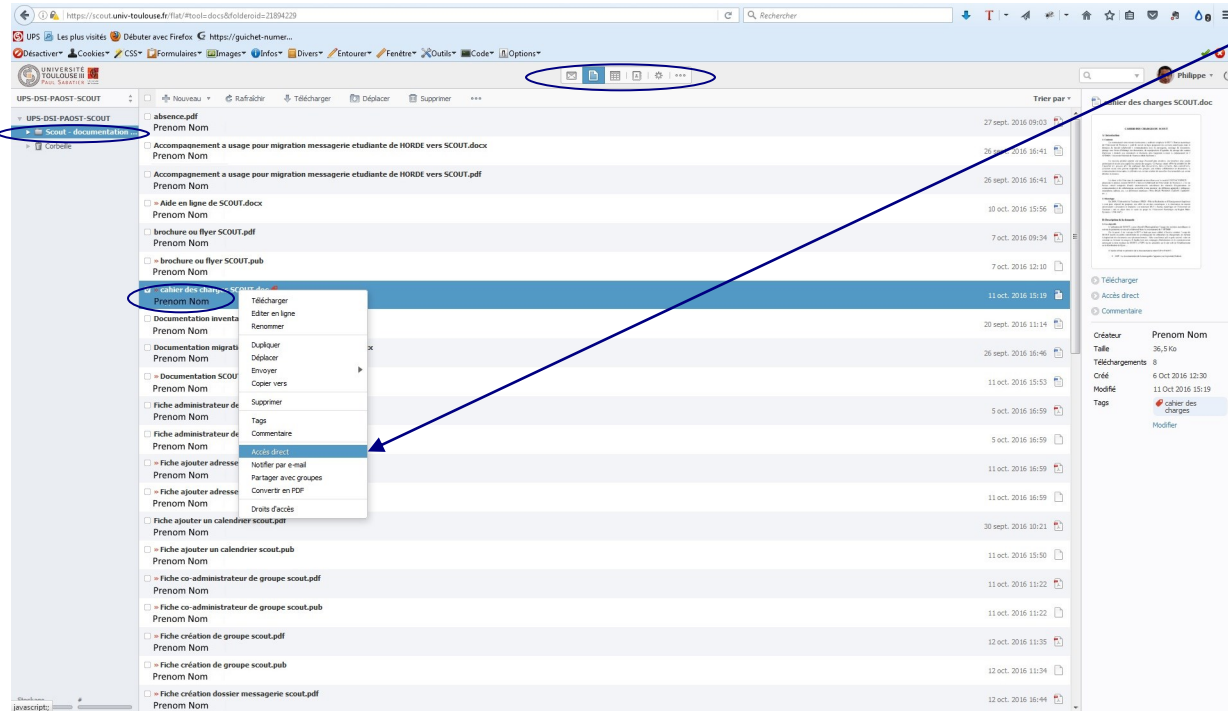 https://scout.univ-toulouse.fr/flat/#tool=docs&folderoid=21894229
Rechercher
UPS Les plus visités Débuter avec Firefox https://guichet-numer...
Désactiver Cookies CSS Formulaires Images Infos Divers Entourer Fenêtre Outils Code Options
UNIVERSITÉ
TOULOUSE III
PAUL SABATIER
Philippe
UPS-DSI-PAOST-SCOUT
Nouveau Rafraîchir Télécharger Déplacer Supprimer
Trier par
UPS-DSI-PAOST-SCOUT
Scout - documentation ...
Corbeille
absence.pdf
Prenom Nom
27 sept. 2016 09:03
Accompagnement a usage pour migration messagerie etudiante de HORDE vers SCOUT.docx
Prenom Nom
26 sept. 2016 16:41
Accompagnement a usage pour migration messagerie etudiante de HORDE vers SCOUT.pdf
Prenom Nom
26 sept. 2016 16:41
» Aide en ligne de SCOUT.docx
Prenom Nom
10 oct. 2016 15:56
brochure ou flyer SCOUT.pdf
Prenom Nom
7 oct. 2016 09:34
» brochure ou flyer SCOUT.pub
Prenom Nom
7 oct. 2016 12:10
cahier des charges SCOUT.doc
Prenom Nom
11 oct. 2016 15:19
Documentation inventa
Prenom Nom
20 sept. 2016 11:14
Documentation migrati
Prenom Nom
26 sept. 2016 16:46
» Documentation SCOU
Prenom Nom
11 oct. 2016 15:53
Fiche administrateur de
Prenom Nom
5 oct. 2016 16:59
Fiche administrateur de
Prenom Nom
5 oct. 2016 16:59
» Fiche ajouter adresse
Prenom Nom
11 oct. 2016 16:59
» Fiche ajouter adresse
Prenom Nom
11 oct. 2016 16:59
Fiche ajouter un calendrier scout.pdf
Prenom Nom
30 sept. 2016 10:21
» Fiche ajouter un calendrier scout.pub
Prenom Nom
11 oct. 2016 15:50
» Fiche co-administrateur de groupe scout.pdf
Prenom Nom
11 oct. 2016 11:22
» Fiche co-administrateur de groupe scout.pub
Prenom Nom
11 oct. 2016 11:22
» Fiche création de groupe scout.pdf
Prenom Nom
12 oct. 2016 11:35
» Fiche création de groupe scout.pub
Prenom Nom
12 oct. 2016 11:34
» Fiche création dossier messagerie scout.pdf
Prenom Nom
12 oct. 2016 16:44
Télécharger
Editer en ligne
Renommer
Dupliquer
Déplacer
Envoyer
Copier vers
Supprimer
Tags
Commentaire
Accès direct
Notifier par e-mail
Partager avec groupes
Convertir en PDF
Droits d'accès
cahier des charges SCOUT.doc
Télécharger
Accès direct
Commentaire
Créateur Prenom Nom
Taille 36,5 Ko
Téléchargements 8
Créé 6 Oct 2016 12:30
Modifié 11 Oct 2016 15:19
Tags cahier des
charges
Modifier
javascript:;